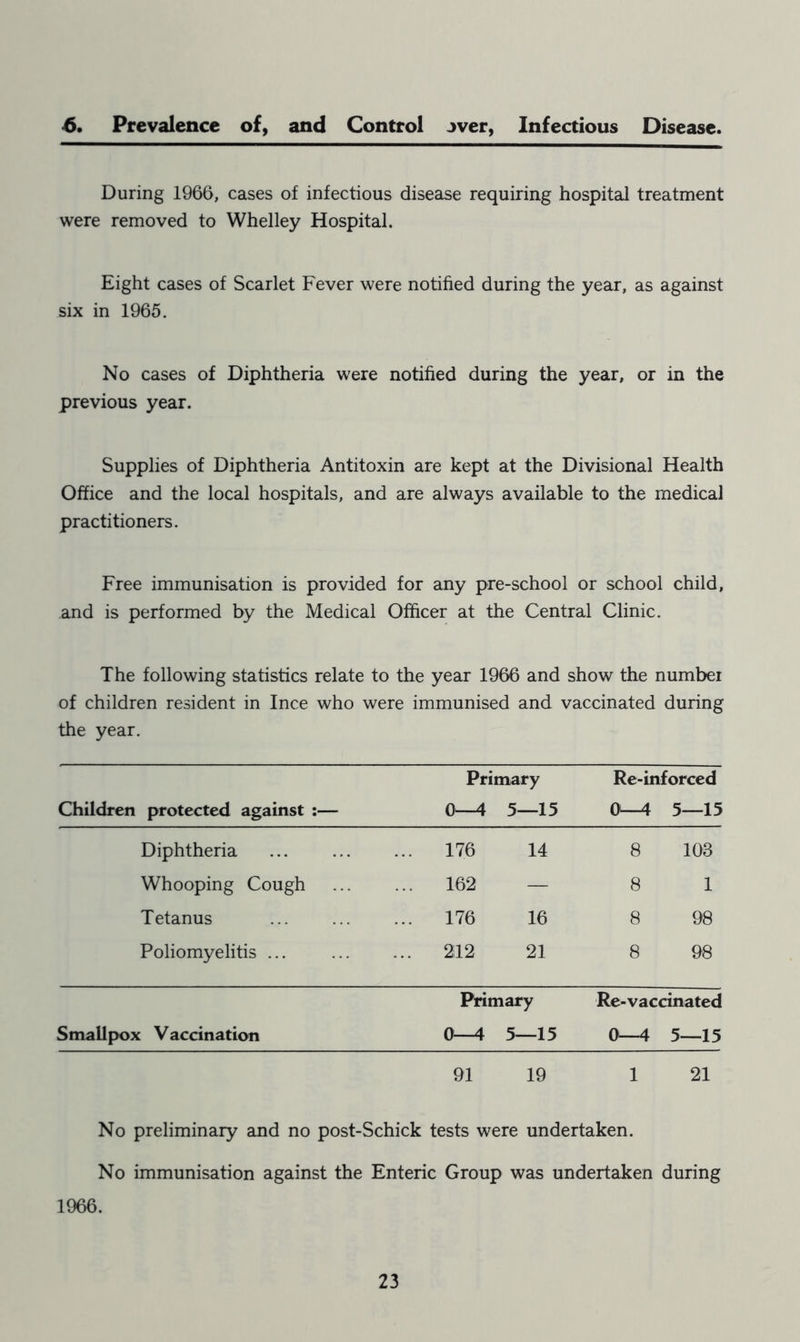 6. Prevalence of, and Control over, Infectious Disease.
During 1966, cases of infectious disease requiring hospital treatment
were removed to Whelley Hospital.
Eight cases of Scarlet Fever were notified during the year, as against
six in 1965.
No cases of Diphtheria were notified during the year, or in the
previous year.
Supplies of Diphtheria Antitoxin are kept at the Divisional Health
Office and the local hospitals, and are always available to the medical
practitioners.
Free immunisation is provided for any pre-school or school child,
and is performed by the Medical Officer at the Central Clinic.
The following statistics relate to the year 1966 and show the number
of children resident in Ince who were immunised and vaccinated during
the year.
Primary Re-inforced
Children protected against :— 0—4 5—15 0—4 5—15
Diphtheria ... ... ... 176 14 8 103
Whooping Cough ... ... 162 — 8 1
Tetanus ... ... ... 176 16 8 98
Poliomyelitis ... ... ... 212 21 8 98
Primary Re-vaccinated
Smallpox Vaccination 0—4 5—15 0—4 5—15
91 19 1 21
No preliminary and no post-Schick tests were undertaken.
No immunisation against the Enteric Group was undertaken during
1966.
23